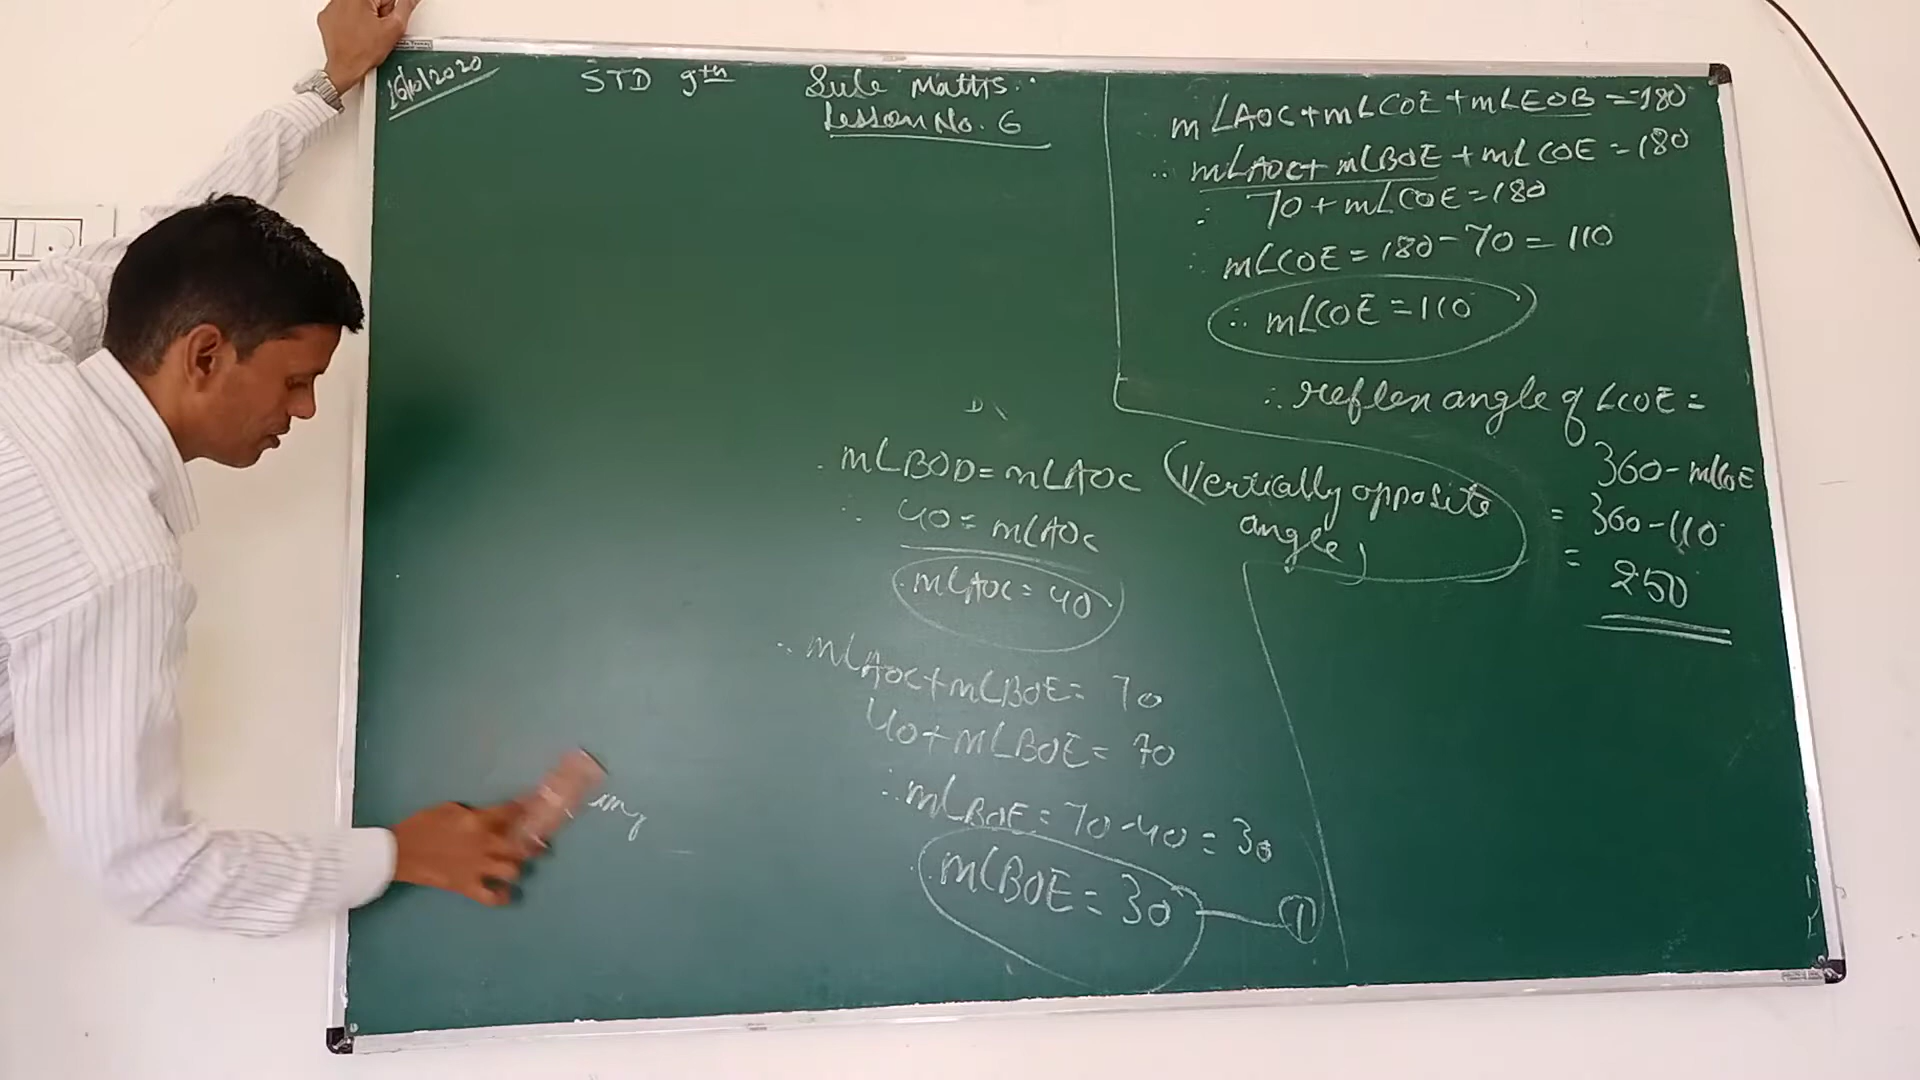 16/10/2020
STD 9th
Sub:- Maths.
Lesson No. 6
m∠AOC+m∠COE+m∠EOB=180
∴ m∠AOC+m∠BOE+m∠COE=180
∴ 70+m∠COE=180
∴ m∠COE=180-70=110
∴ m∠COE=110
∴ reflex angle of ∠COE=
360-m∠COE
= 360-110
= 250
D
∴ m∠BOD=m∠AOC (Vertically opposite
angle)
∴ 40=m∠AOC
∴ m∠AOC=40
∴ m∠AOC+m∠BOE=70
40+m∠BOE=70
∴ m∠BOE=70-40=30
∴ m∠BOE=30 — 1